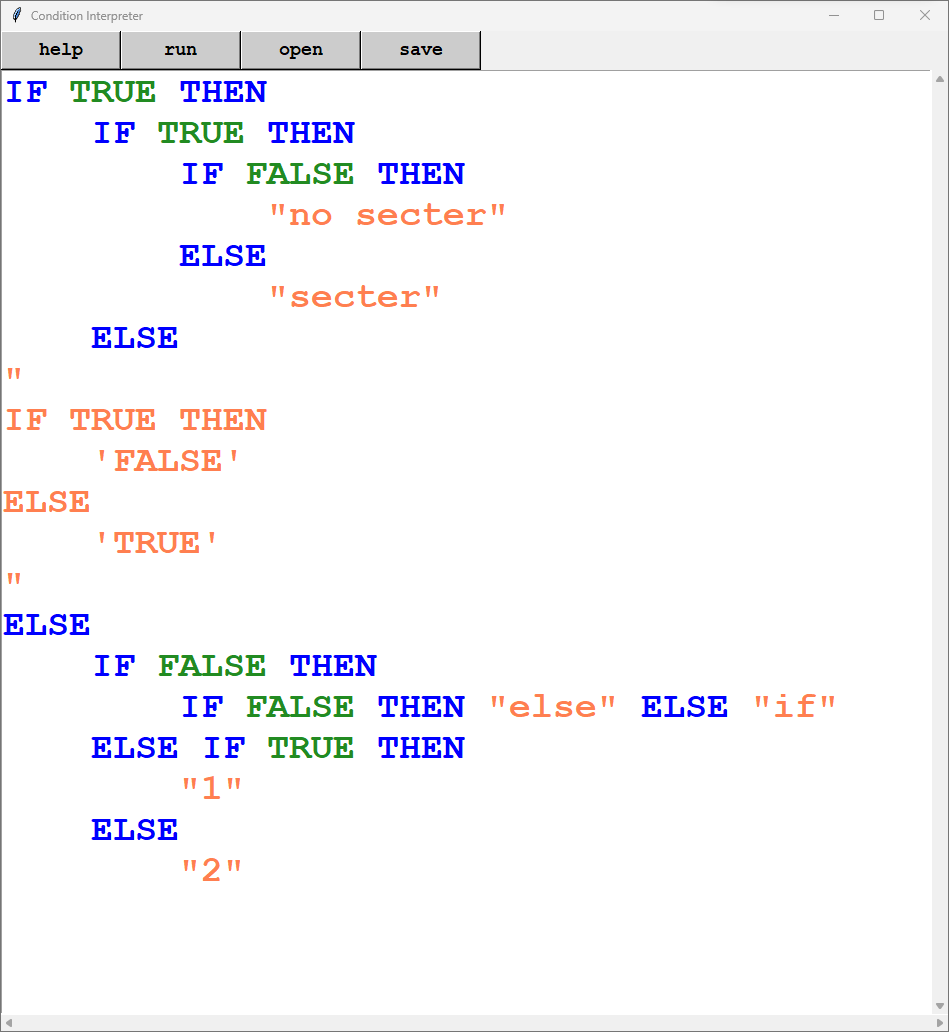 Condition Interpreter
help run open save
IF TRUE THEN
    IF TRUE THEN
        IF FALSE THEN
            "no secter"
        ELSE
            "secter"
    ELSE
"
IF TRUE THEN
    'FALSE'
ELSE
    'TRUE'
"
ELSE
    IF FALSE THEN
        IF FALSE THEN "else" ELSE "if"
    ELSE IF TRUE THEN
        "1"
    ELSE
        "2"